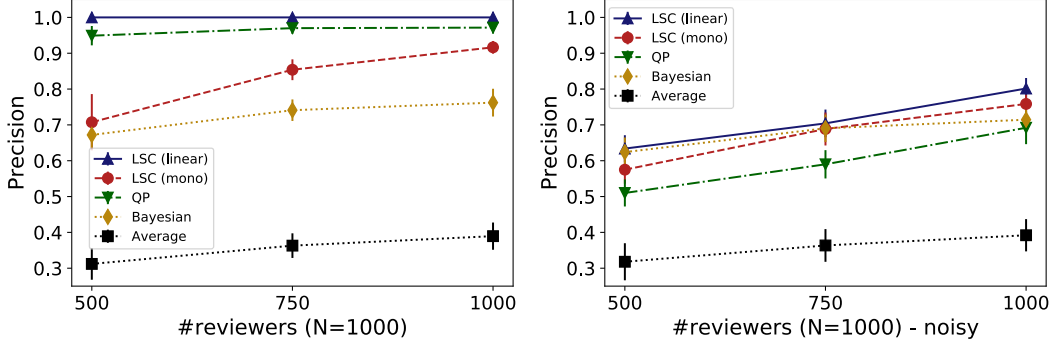 1.0
0.9
0.8
0.7
0.6
0.5
0.4
0.3
Precision
LSC (linear)
LSC (mono)
QP
Bayesian
Average
500
750
1000
#reviewers (N=1000)
1.0
0.9
0.8
0.7
0.6
0.5
0.4
0.3
Precision
LSC (linear)
LSC (mono)
QP
Bayesian
Average
500
750
1000
#reviewers (N=1000) - noisy